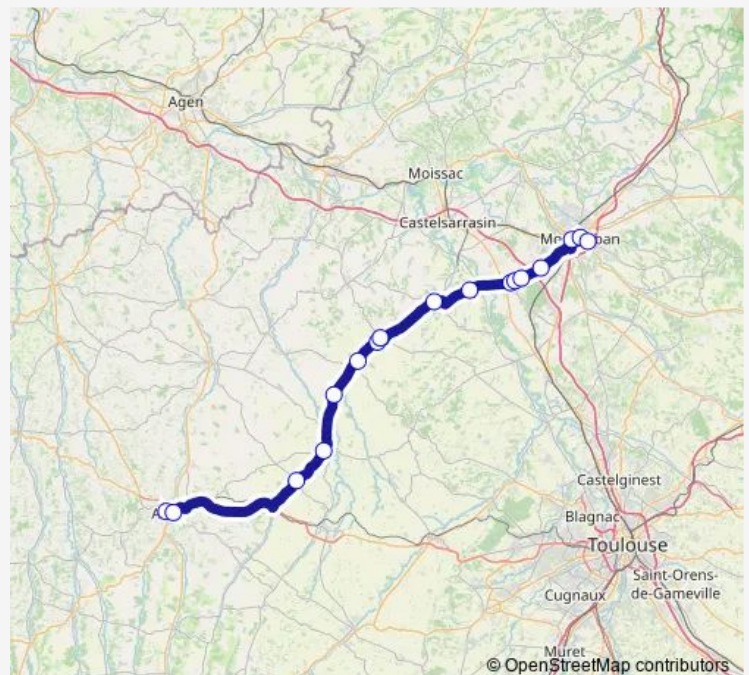 Agen
Moissac
Castelsarrasin
Castelginest
Blagnac
Toulouse
Saint-Orens-
de-Gameville
Cugnaux
Muret
© OpenStreetMap contributors